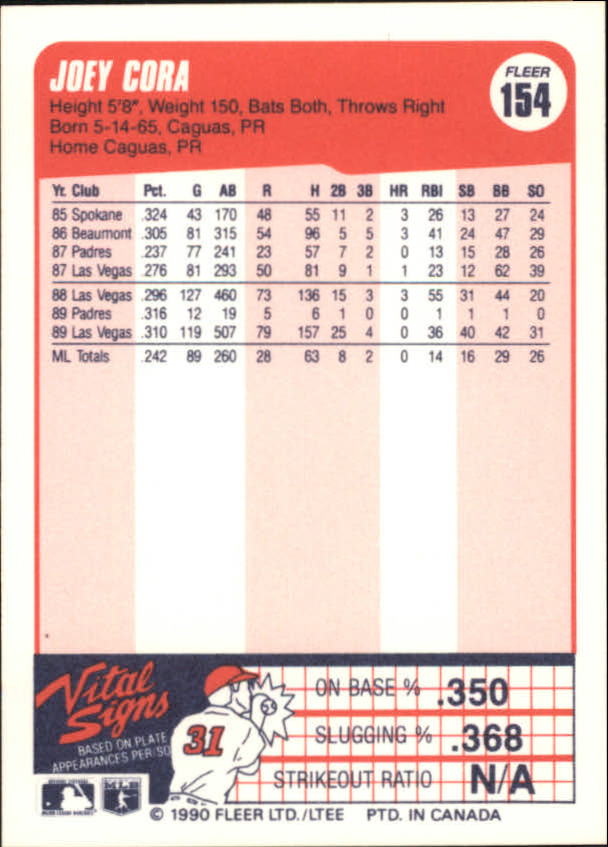 JOEY CORA
FLEER
154
Height 5'8", Weight 150, Bats Both, Throws Right
Born 5-14-65, Caguas, PR
Home Caguas, PR
Yr. Club Pct. G AB R H 2B 3B HR RBI SB BB SO
85 Spokane .324 43 170 48 55 11 2 3 26 13 27 24
86 Beaumont .305 81 315 54 96 5 5 3 41 24 47 29
87 Padres .237 77 241 23 57 7 2 0 13 15 28 26
87 Las Vegas .276 81 293 50 81 9 1 1 23 12 62 39
88 Las Vegas .296 127 460 73 136 15 3 3 55 31 44 20
89 Padres .316 12 19 5 6 1 0 0 1 1 1 0
89 Las Vegas .310 119 507 79 157 25 4 0 36 40 42 31
ML Totals .242 89 260 28 63 8 2 0 14 16 29 26
Vital Signs
BASED ON PLATE
APPEARANCES PER/SO
31
ON BASE % .350
SLUGGING % .368
STRIKEOUT RATIO N/A
MLB
© 1990 FLEER LTD./LTEE PTD. IN CANADA